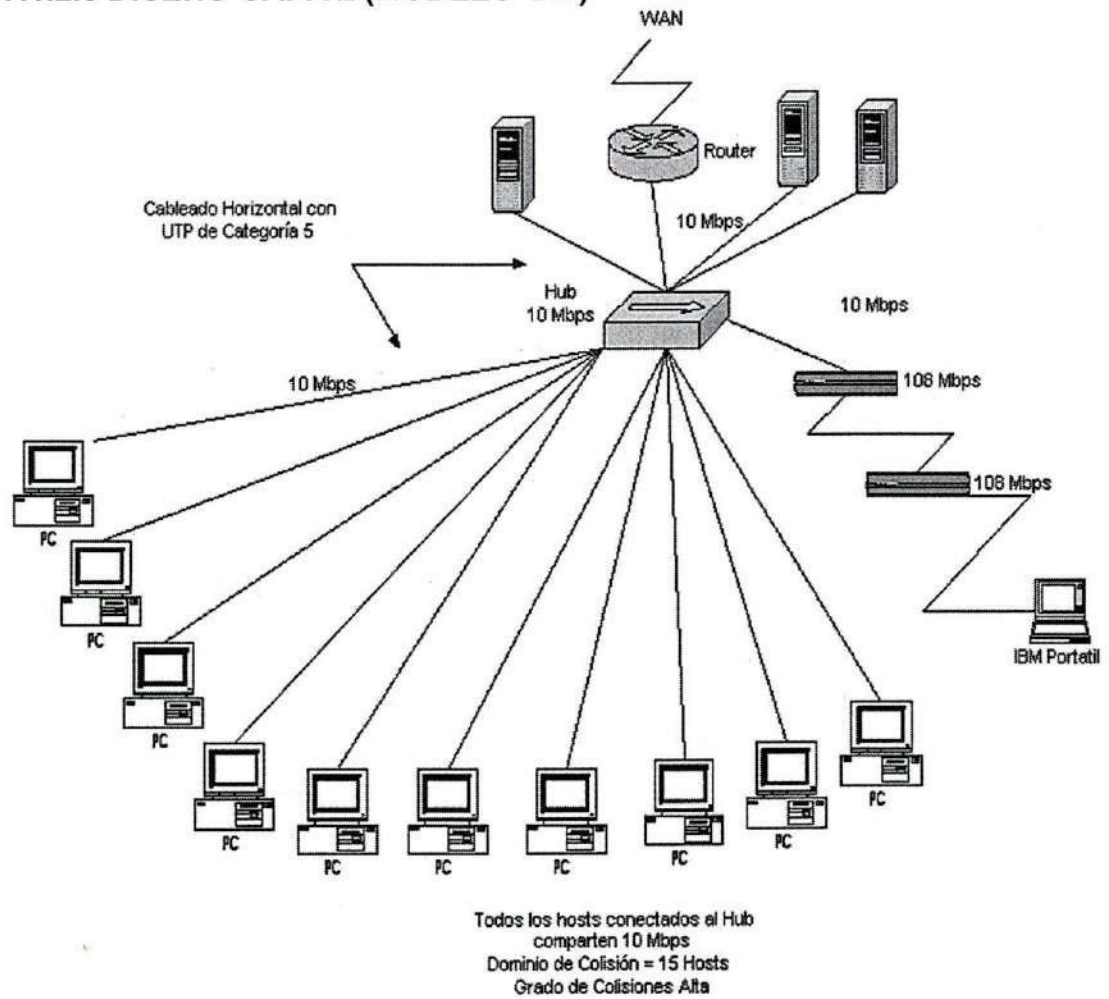 WAN
Router
10 Mbps
Cableado Horizontal con
UTP de Categoría 5
Hub
10 Mbps
10 Mbps
108 Mbps
10 Mbps
108 Mbps
PC
PC
IBM Portatil
PC
PC
PC
PC
PC
PC
PC
PC
Todos los hosts conectados al Hub
comparten 10 Mbps
Dominio de Colisión = 15 Hosts
Grado de Colisiones Alta